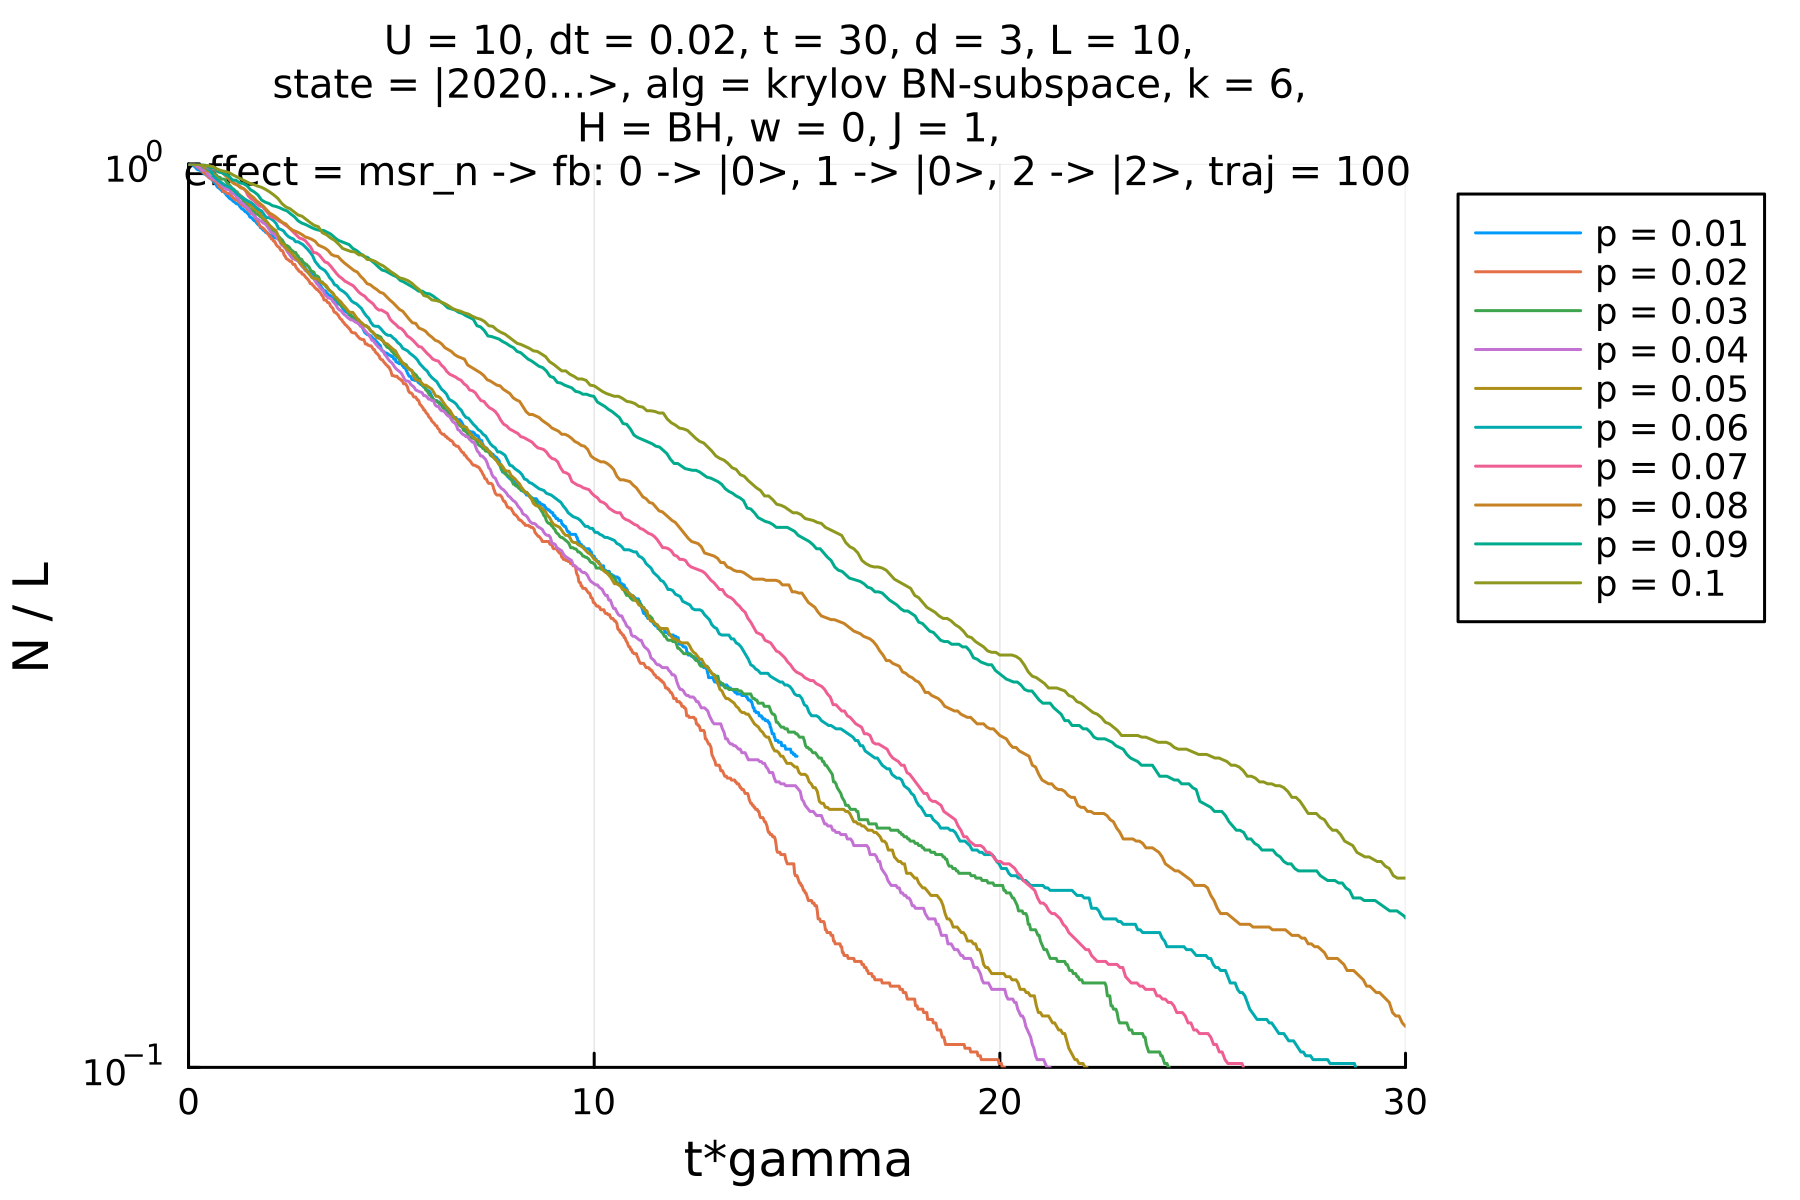 U = 10, dt = 0.02, t = 30, d = 3, L = 10,
state = |2020...>, alg = krylov BN-subspace, k = 6,
H = BH, w = 0, J = 1,
effect = msr_n -> fb: 0 -> |0>, 1 -> |0>, 2 -> |2>, traj = 100
10⁰
10⁻¹
N / L
0 10 20 30
t*gamma
p = 0.01
p = 0.02
p = 0.03
p = 0.04
p = 0.05
p = 0.06
p = 0.07
p = 0.08
p = 0.09
p = 0.1